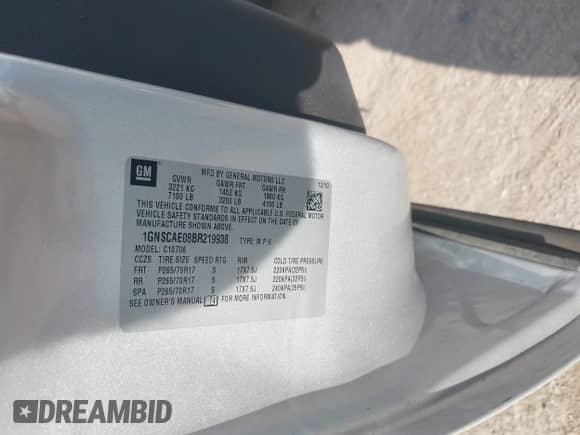 GM
MFD BY GENERAL MOTORS LLC
GVWR GAWR FRT GAWR RR 12/10
3221 KG 1452 KG 1860 KG
7100 LB 3200 LB 4100 LB
THIS VEHICLE CONFORMS TO ALL APPLICABLE U.S. FEDERAL MOTOR
VEHICLE SAFETY STANDARDS IN EFFECT ON THE DATE OF
MANUFACTURE SHOWN ABOVE.
1GNSCAE08BR219938 TYPE: M P V
MODEL: C10706
CCZS TIRE SIZE SPEED RTG RIM COLD TIRE PRESSURE
FRT P265/70R17 S 17X7.5J 220KPA(32PSI)
RR P265/70R17 S 17X7.5J 220KPA(32PSI)
SPA P265/70R17 S 17X7.5J 240KPA(35PSI)
SEE OWNER'S MANUAL FOR ADDITIONAL INFORMATION.
DREAMBID